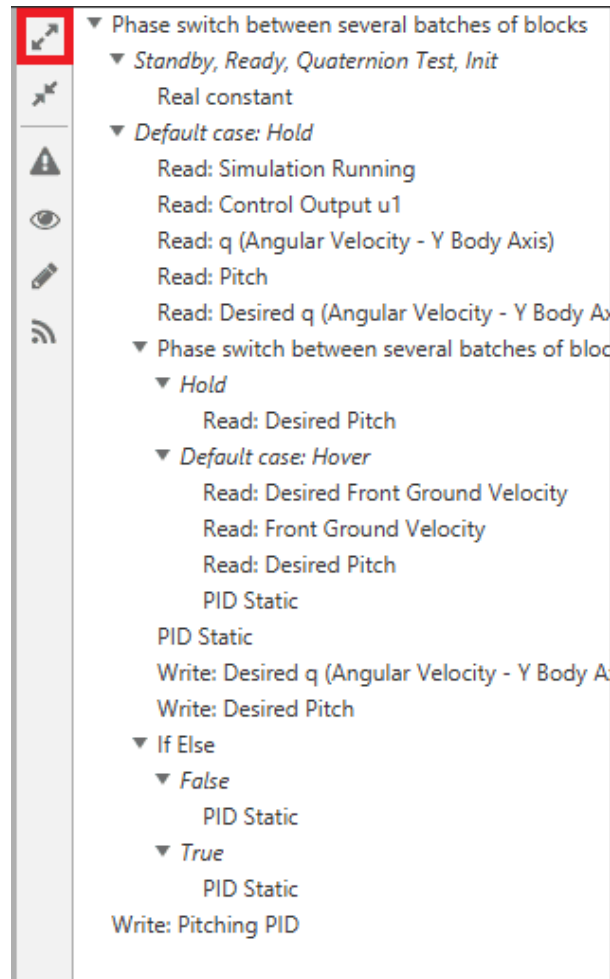 Phase switch between several batches of blocks
Standby, Ready, Quaternion Test, Init
Real constant
Default case: Hold
Read: Simulation Running
Read: Control Output u1
Read: q (Angular Velocity - Y Body Axis)
Read: Pitch
Read: Desired q (Angular Velocity - Y Body Ax
Phase switch between several batches of bloc
Hold
Read: Desired Pitch
Default case: Hover
Read: Desired Front Ground Velocity
Read: Front Ground Velocity
Read: Desired Pitch
PID Static
PID Static
Write: Desired q (Angular Velocity - Y Body A
Write: Desired Pitch
If Else
False
PID Static
True
PID Static
Write: Pitching PID